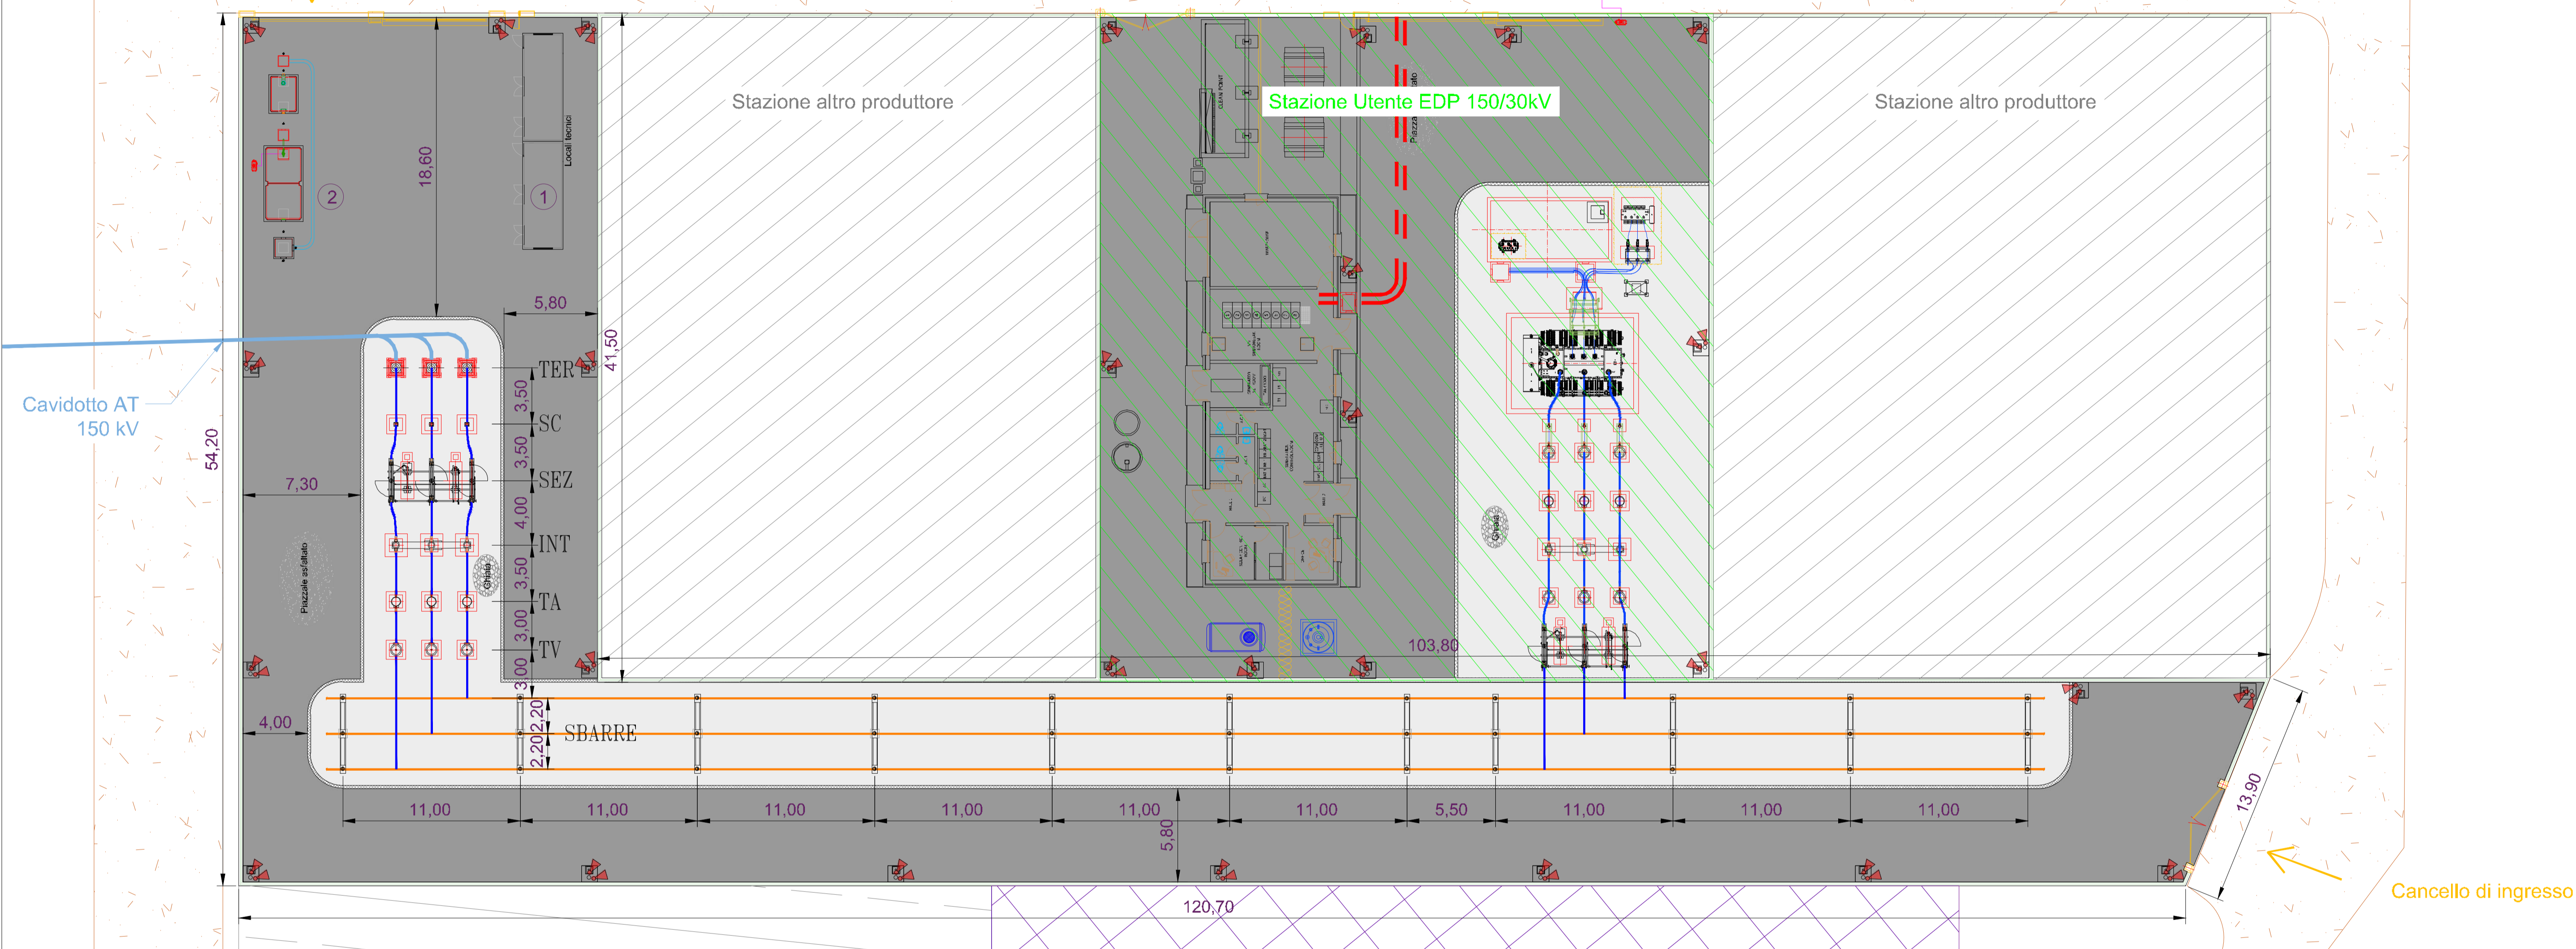 Stazione altro produttore
Stazione Utente EDP 150/30kV
Stazione altro produttore
CLEAN POINT
Locali tecnici
18,60
2
1
5,80
41,50
54,20
Cavidotto AT
150 kV
TER
3,50
SC
3,50
SEZ
7,30
4,00
INT
3,50
Piazzale asfaltato
Ghiaia
Ghiaia
TA
3,00
TV
3,00
103,80
4,00
2,20
SBARRE
2,20
11,00
11,00
11,00
11,00
11,00
11,00
5,50
11,00
11,00
11,00
5,80
13,90
120,70
Cancello di ingresso